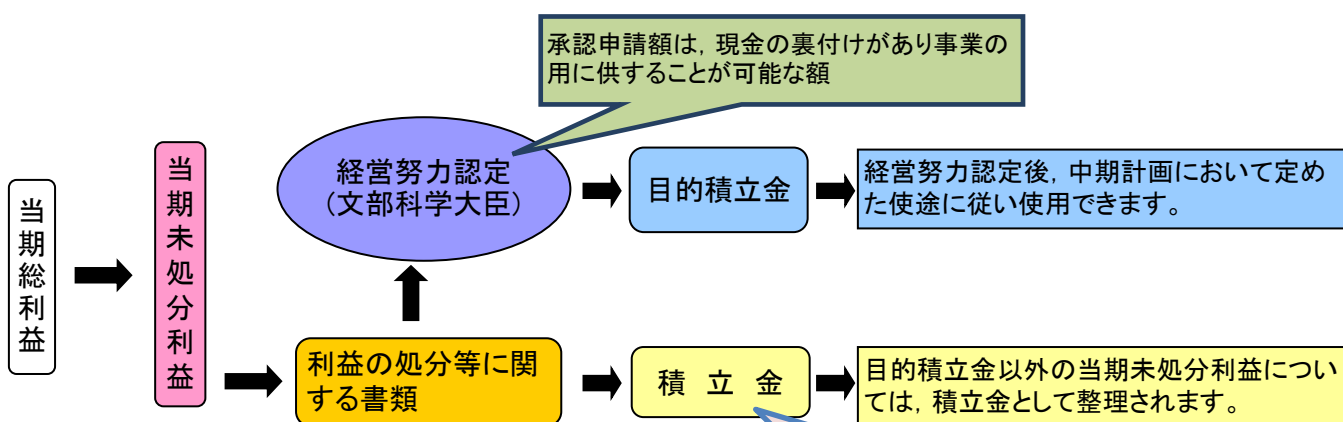 承認申請額は，現金の裏付けがあり事業の
用に供することが可能な額
当期総利益
当期未処分利益
経営努力認定
（文部科学大臣）
目的積立金
経営努力認定後，中期計画において定め
た使途に従い使用できます。
利益の処分等に関
する書類
積 立 金
目的積立金以外の当期未処分利益につい
ては，積立金として整理されます。